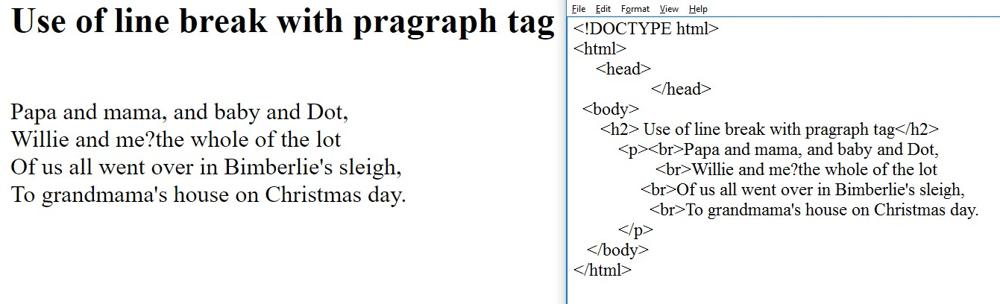 Use of line break with pragraph tag
Papa and mama, and baby and Dot,
Willie and me?the whole of the lot
Of us all went over in Bimberlie's sleigh,
To grandmama's house on Christmas day.
File Edit Format View Help
<!DOCTYPE html>
<html>
<head>
</head>
<body>
<h2> Use of line break with pragraph tag</h2>
<p><br>Papa and mama, and baby and Dot,
<br>Willie and me?the whole of the lot
<br>Of us all went over in Bimberlie's sleigh,
<br>To grandmama's house on Christmas day.
</p>
</body>
</html>